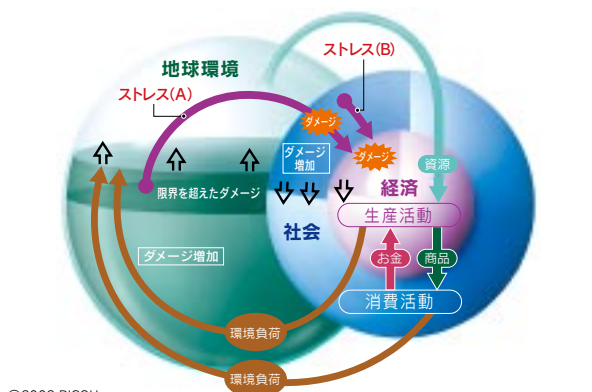 地球環境
ストレス(A)
ストレス(B)
ダメージ
ダメージ
ダメージ
増加
資源
限界を超えたダメージ
経済
生産活動
社会
ダメージ増加
お金
商品
消費活動
環境負荷
環境負荷